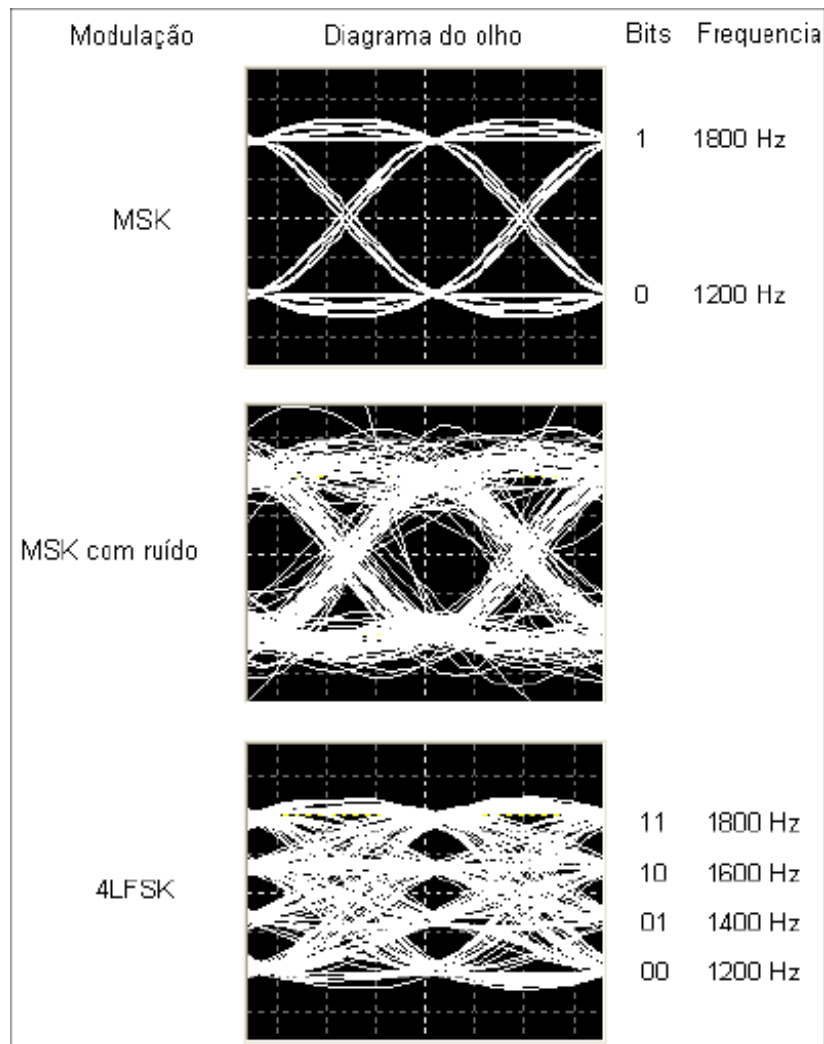 Modulação Diagrama do olho Bits Frequencia
1 1800 Hz
MSK
0 1200 Hz
MSK com ruído
11 1800 Hz
10 1600 Hz
4LFSK
01 1400 Hz
00 1200 Hz